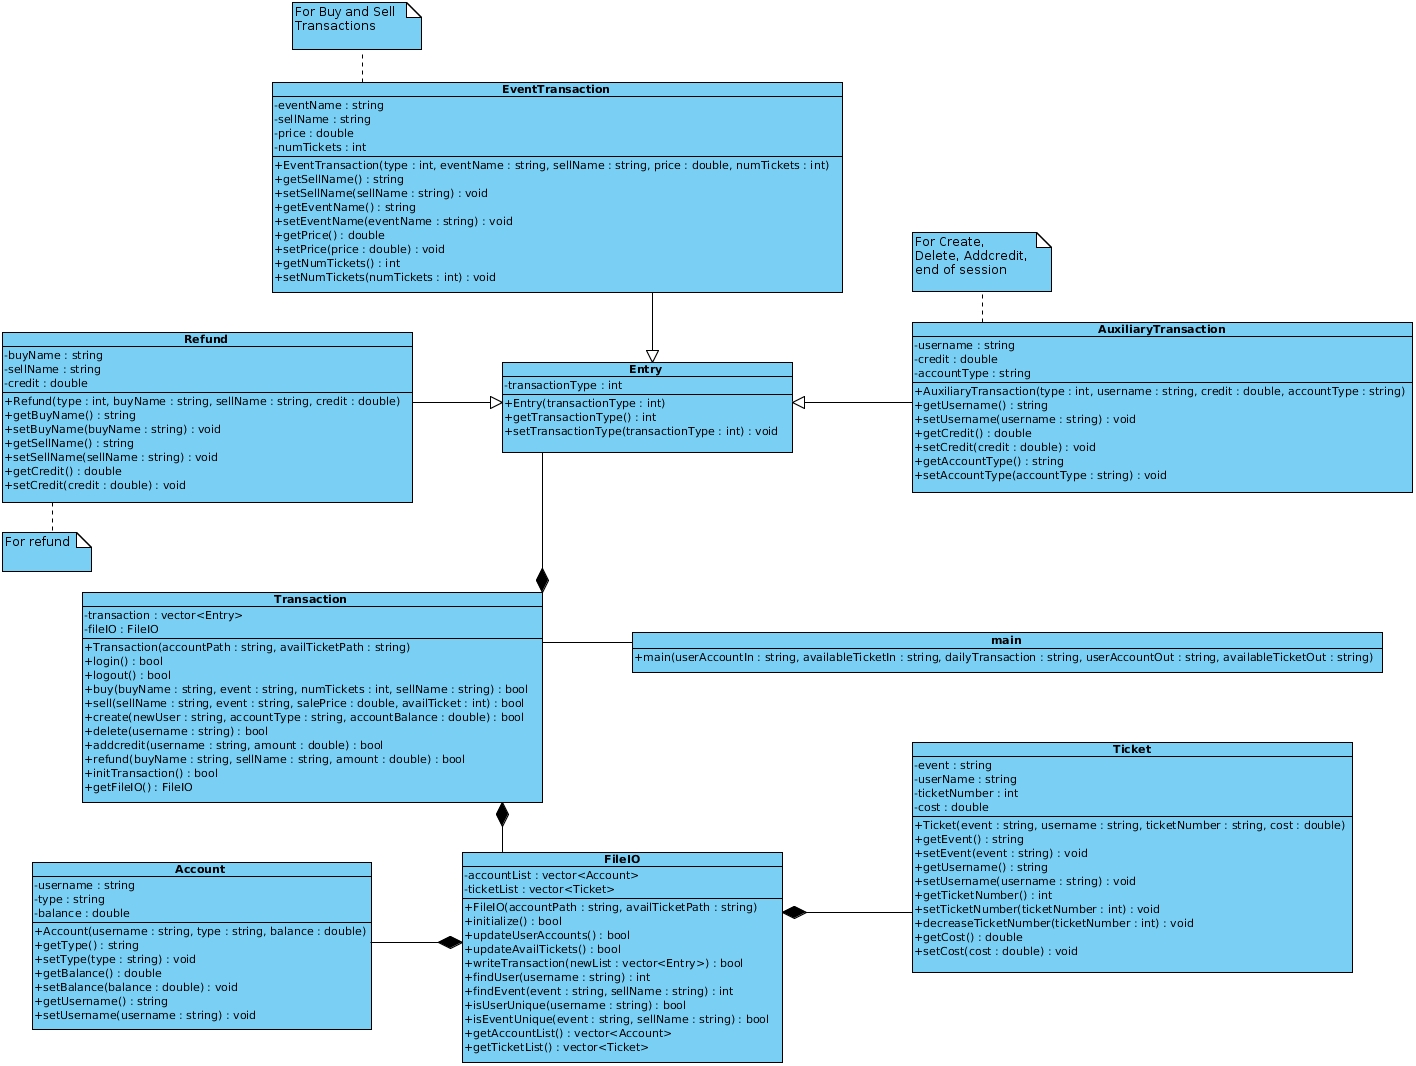 For Buy and Sell
Transactions
EventTransaction
-eventName : string
-sellName : string
-price : double
-numTickets : int
+EventTransaction(type : int, eventName : string, sellName : string, price : double, numTickets : int)
+getSellName() : string
+setSellName(sellName : string) : void
+getEventName() : string
+setEventName(eventName : string) : void
+getPrice() : double
+setPrice(price : double) : void
+getNumTickets() : int
+setNumTickets(numTickets : int) : void
For Create,
Delete, Addcredit,
end of session
Refund
-buyName : string
-sellName : string
-credit : double
+Refund(type : int, buyName : string, sellName : string, credit : double)
+getBuyName() : string
+setBuyName(buyName : string) : void
+getSellName() : string
+setSellName(sellName : string) : void
+getCredit() : double
+setCredit(credit : double) : void
For refund
Entry
-transactionType : int
+Entry(transactionType : int)
+getTransactionType() : int
+setTransactionType(transactionType : int) : void
AuxiliaryTransaction
-username : string
-credit : double
-accountType : string
+AuxiliaryTransaction(type : int, username : string, credit : double, accountType : string)
+getUsername() : string
+setUsername(username : string) : void
+getCredit() : double
+setCredit(credit : double) : void
+getAccountType() : string
+setAccountType(accountType : string) : void
Transaction
-transaction : vector<Entry>
-fileIO : FileIO
+Transaction(accountPath : string, availTicketPath : string)
+login() : bool
+logout() : bool
+buy(buyName : string, event : string, numTickets : int, sellName : string) : bool
+sell(sellName : string, event : string, salePrice : double, availTicket : int) : bool
+create(newUser : string, accountType : string, accountBalance : double) : bool
+delete(username : string) : bool
+addcredit(username : string, amount : double) : bool
+refund(buyName : string, sellName : string, amount : double) : bool
+initTransaction() : bool
+getFileIO() : FileIO
main
+main(userAccountIn : string, availableTicketIn : string, dailyTransaction : string, userAccountOut : string, availableTicketOut : string)
Ticket
-event : string
-userName : string
-ticketNumber : int
-cost : double
+Ticket(event : string, username : string, ticketNumber : string, cost : double)
+getEvent() : string
+setEvent(event : string) : void
+getUsername() : string
+setUsername(username : string) : void
+getTicketNumber() : int
+setTicketNumber(ticketNumber : int) : void
+decreaseTicketNumber(ticketNumber : int) : void
+getCost() : double
+setCost(cost : double) : void
Account
-username : string
-type : string
-balance : double
+Account(username : string, type : string, balance : double)
+getType() : string
+setType(type : string) : void
+getBalance() : double
+setBalance(balance : double) : void
+getUsername() : string
+setUsername(username : string) : void
FileIO
-accountList : vector<Account>
-ticketList : vector<Ticket>
+FileIO(accountPath : string, availTicketPath : string)
+initialize() : bool
+updateUserAccounts() : bool
+updateAvailTickets() : bool
+writeTransaction(newList : vector<Entry>) : bool
+findUser(username : string) : int
+findEvent(event : string, sellName : string) : int
+isUserUnique(username : string) : bool
+isEventUnique(event : string, sellName : string) : bool
+getAccountList() : vector<Account>
+getTicketList() : vector<Ticket>